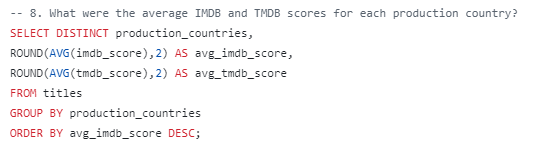 -- 8. What were the average IMDB and TMDB scores for each production country?
SELECT DISTINCT production_countries,
ROUND(AVG(imdb_score),2) AS avg_imdb_score,
ROUND(AVG(tmdb_score),2) AS avg_tmdb_score
FROM titles
GROUP BY production_countries
ORDER BY avg_imdb_score DESC;